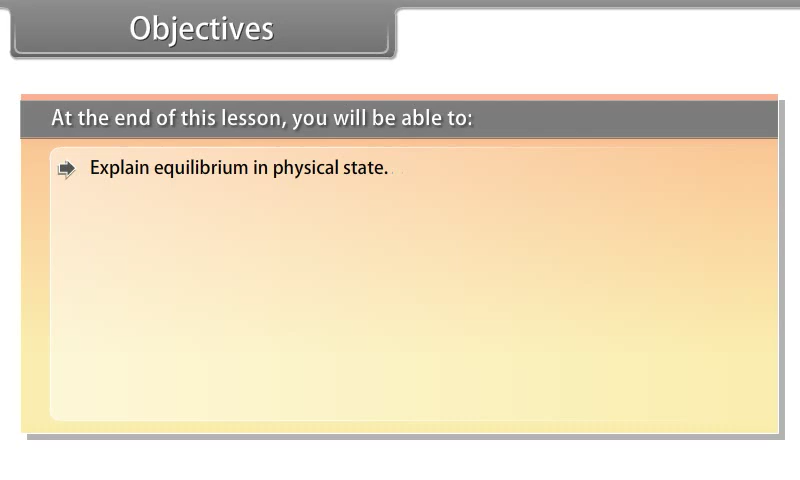 Objectives
At the end of this lesson, you will be able to:
Explain equilibrium in physical state.